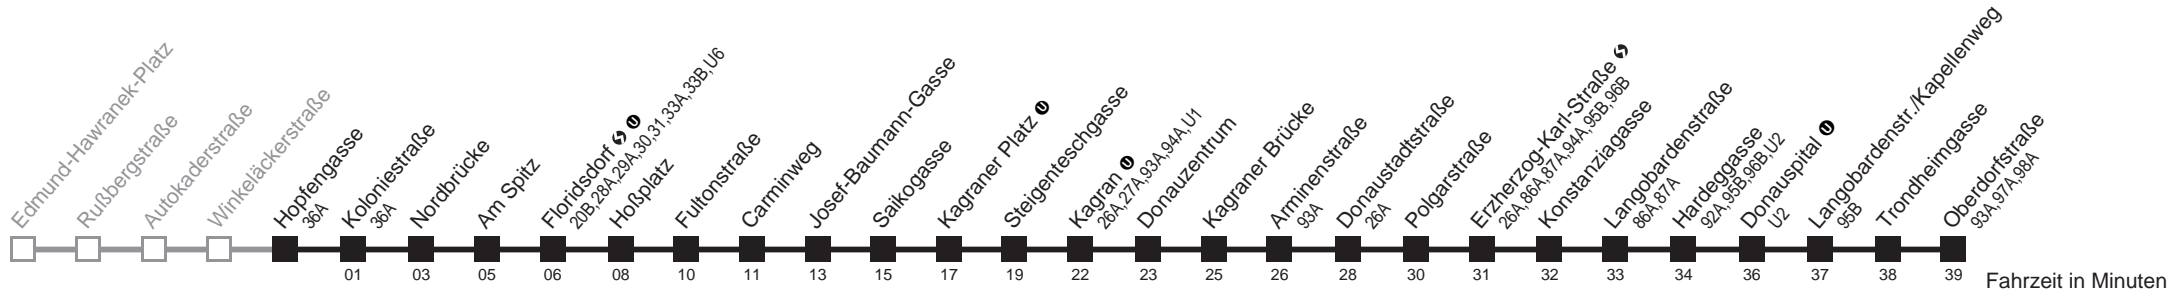 Edmund-Hawranek-Platz
Rußbergstraße
Autokaderstraße
Winkeläckerstraße
Hopfengasse
36A
Koloniestraße
36A
Nordbrücke
Am Spitz
Floridsdorf S U
20B,28A,29A,30,31,33A,33B,U6
Hoßplatz
Fultonstraße
Carminweg
Josef-Baumann-Gasse
Saikogasse
Kagraner Platz U
Steigenteschgasse
Kagran U
26A,27A,93A,94A,U1
Donauzentrum
Kagraner Brücke
Arminenstraße
93A
Donaustadtstraße
26A
Polgarstraße
Erzherzog-Karl-Straße S
26A,86A,87A,94A,95B,96B
Konstanziagasse
Langobardenstraße
86A,87A
Hardeggasse
92A,95B,96B,U2
Donauspital U
U2
Langobardenstr./Kapellenweg
95B
Trondheimgasse
Oberdorfstraße
93A,97A,98A
01 03 05 06 08 10 11 13 15 17 19 22 23 25 26 28 30 31 32 33 34 36 37 38 39 Fahrzeit in Minuten